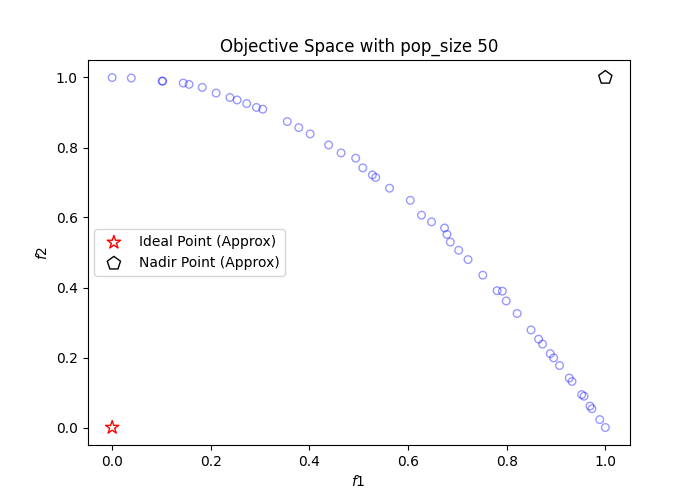 Objective Space with pop_size 50
1.0
0.8
0.6
0.4
0.2
0.0
f2
Ideal Point (Approx)
Nadir Point (Approx)
0.0 0.2 0.4 0.6 0.8 1.0
f1